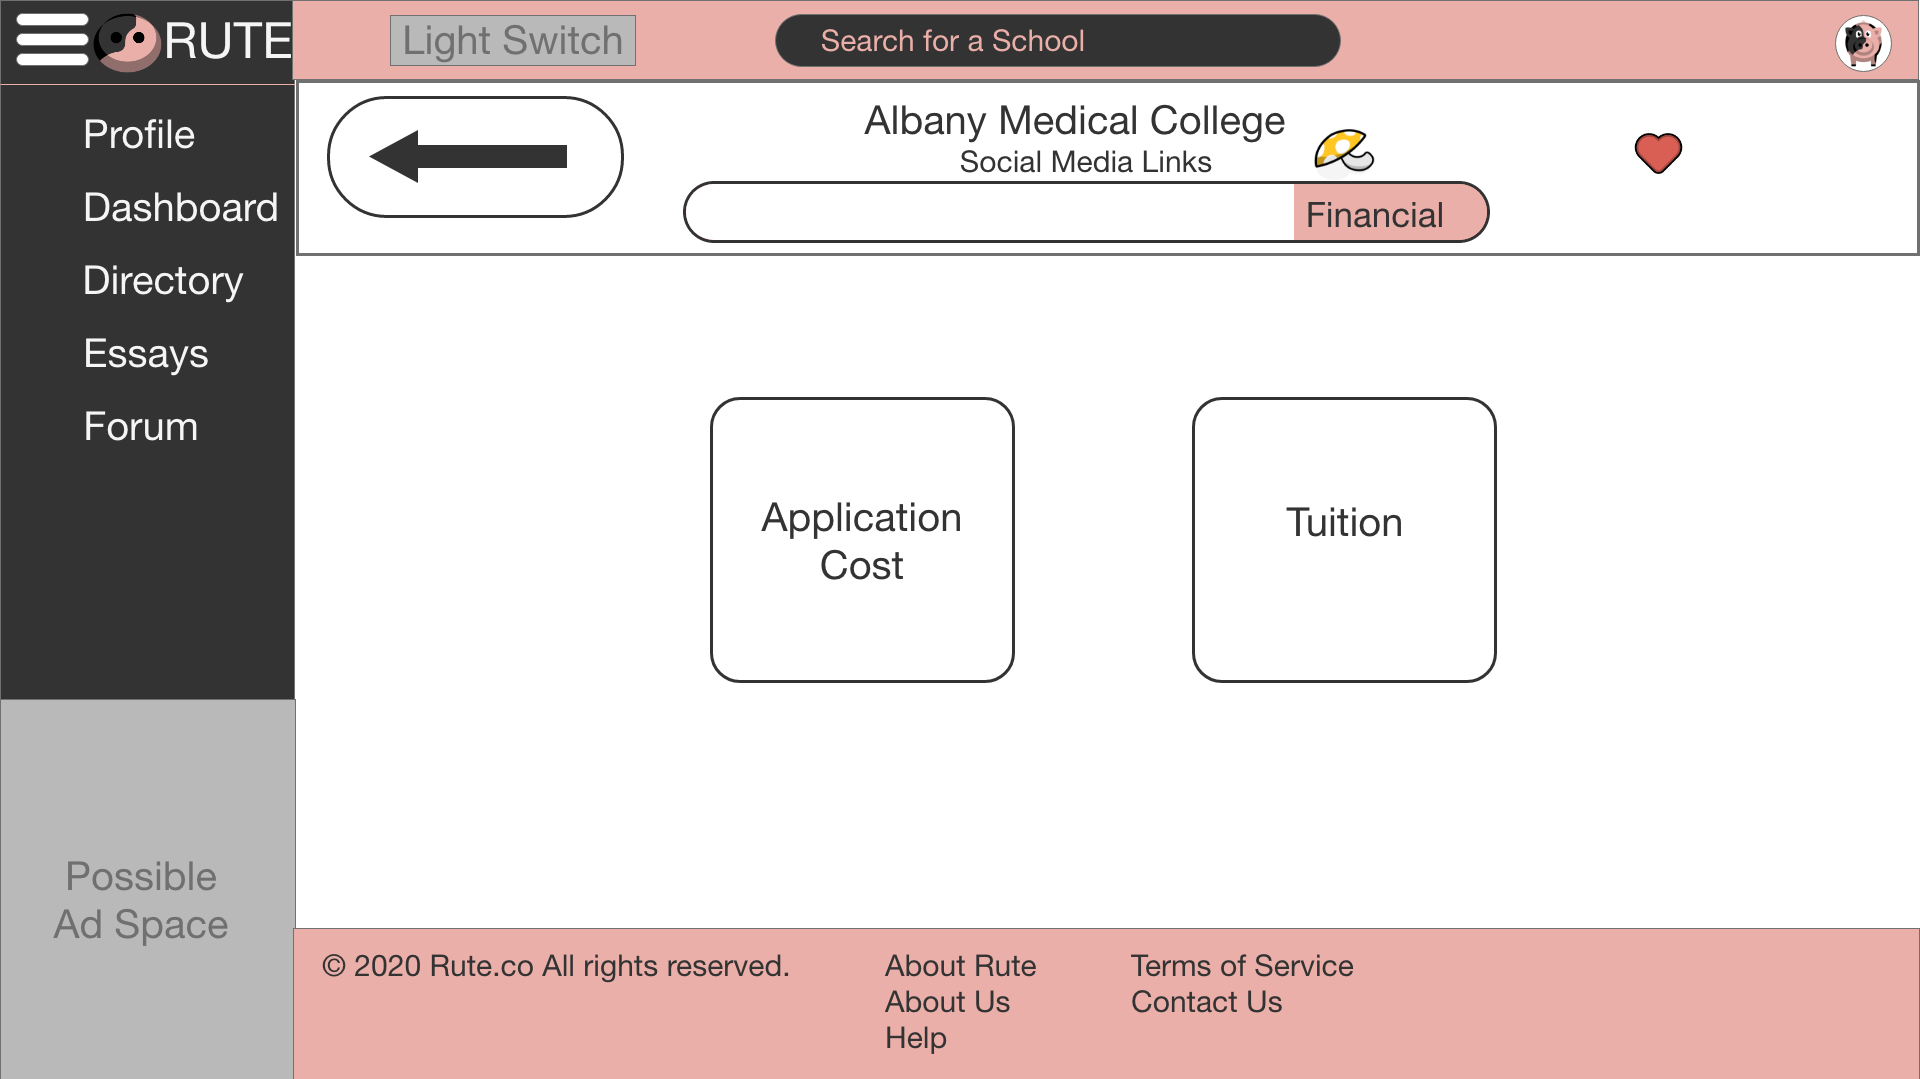 RUTE
Light Switch
Search for a School
Profile
Dashboard
Directory
Essays
Forum
Possible
Ad Space
Albany Medical College
Social Media Links
Financial
Application
Cost
Tuition
© 2020 Rute.co All rights reserved.
About Rute
About Us
Help
Terms of Service
Contact Us